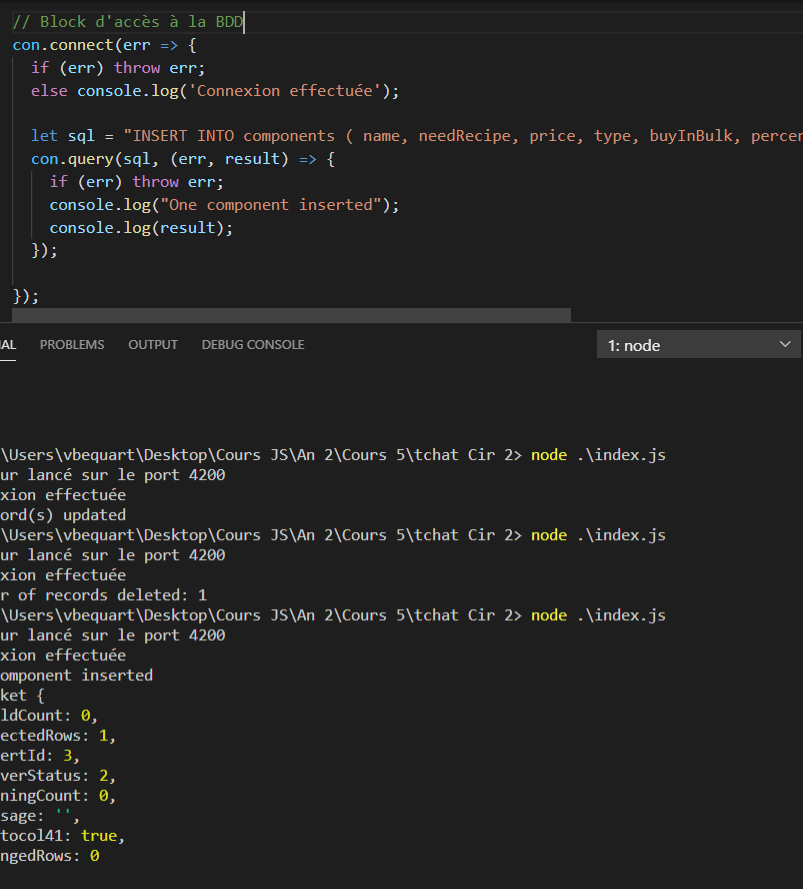 // Block d'accès à la BDD
con.connect(err => {
if (err) throw err;
else console.log('Connexion effectuée');
let sql = "INSERT INTO components ( name, needRecipe, price, type, buyInBulk, percen
con.query(sql, (err, result) => {
if (err) throw err;
console.log("One component inserted");
console.log(result);
});
});
AL PROBLEMS OUTPUT DEBUG CONSOLE 1: node
\Users\vbequart\Desktop\Cours JS\An 2\Cours 5\tchat Cir 2> node .\index.js
ur lancé sur le port 4200
xion effectuée
ord(s) updated
\Users\vbequart\Desktop\Cours JS\An 2\Cours 5\tchat Cir 2> node .\index.js
ur lancé sur le port 4200
xion effectuée
r of records deleted: 1
\Users\vbequart\Desktop\Cours JS\An 2\Cours 5\tchat Cir 2> node .\index.js
ur lancé sur le port 4200
xion effectuée
omponent inserted
ket {
ldCount: 0,
ectedRows: 1,
ertId: 3,
verStatus: 2,
ningCount: 0,
sage: '',
tocol41: true,
ngedRows: 0